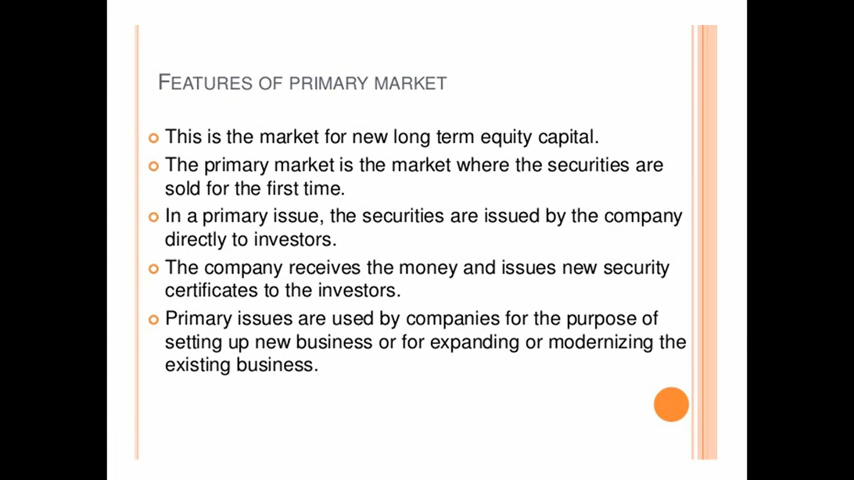 FEATURES OF PRIMARY MARKET
This is the market for new long term equity capital.
The primary market is the market where the securities are
sold for the first time.
In a primary issue, the securities are issued by the company
directly to investors.
The company receives the money and issues new security
certificates to the investors.
Primary issues are used by companies for the purpose of
setting up new business or for expanding or modernizing the
existing business.